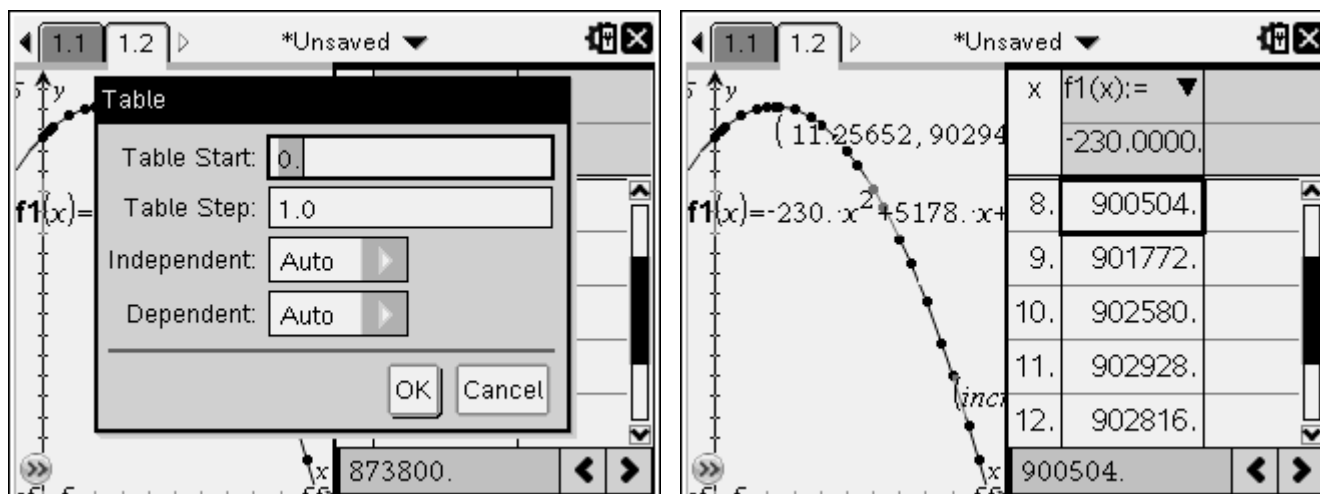 1.1 1.2 *Unsaved
y
Table
Table Start: 0.
Table Step: 1.0
f1(x)=
Independent: Auto
Dependent: Auto
OK Cancel
x
873800.
1.1 1.2 *Unsaved
y
x f1(x):=
(11.25652, 90294
-230.0000.
f1(x)=-230.·x²+5178.·x+
8. 900504.
9. 901772.
10. 902580.
11. 902928.
12. 902816.
(incr
x
900504.